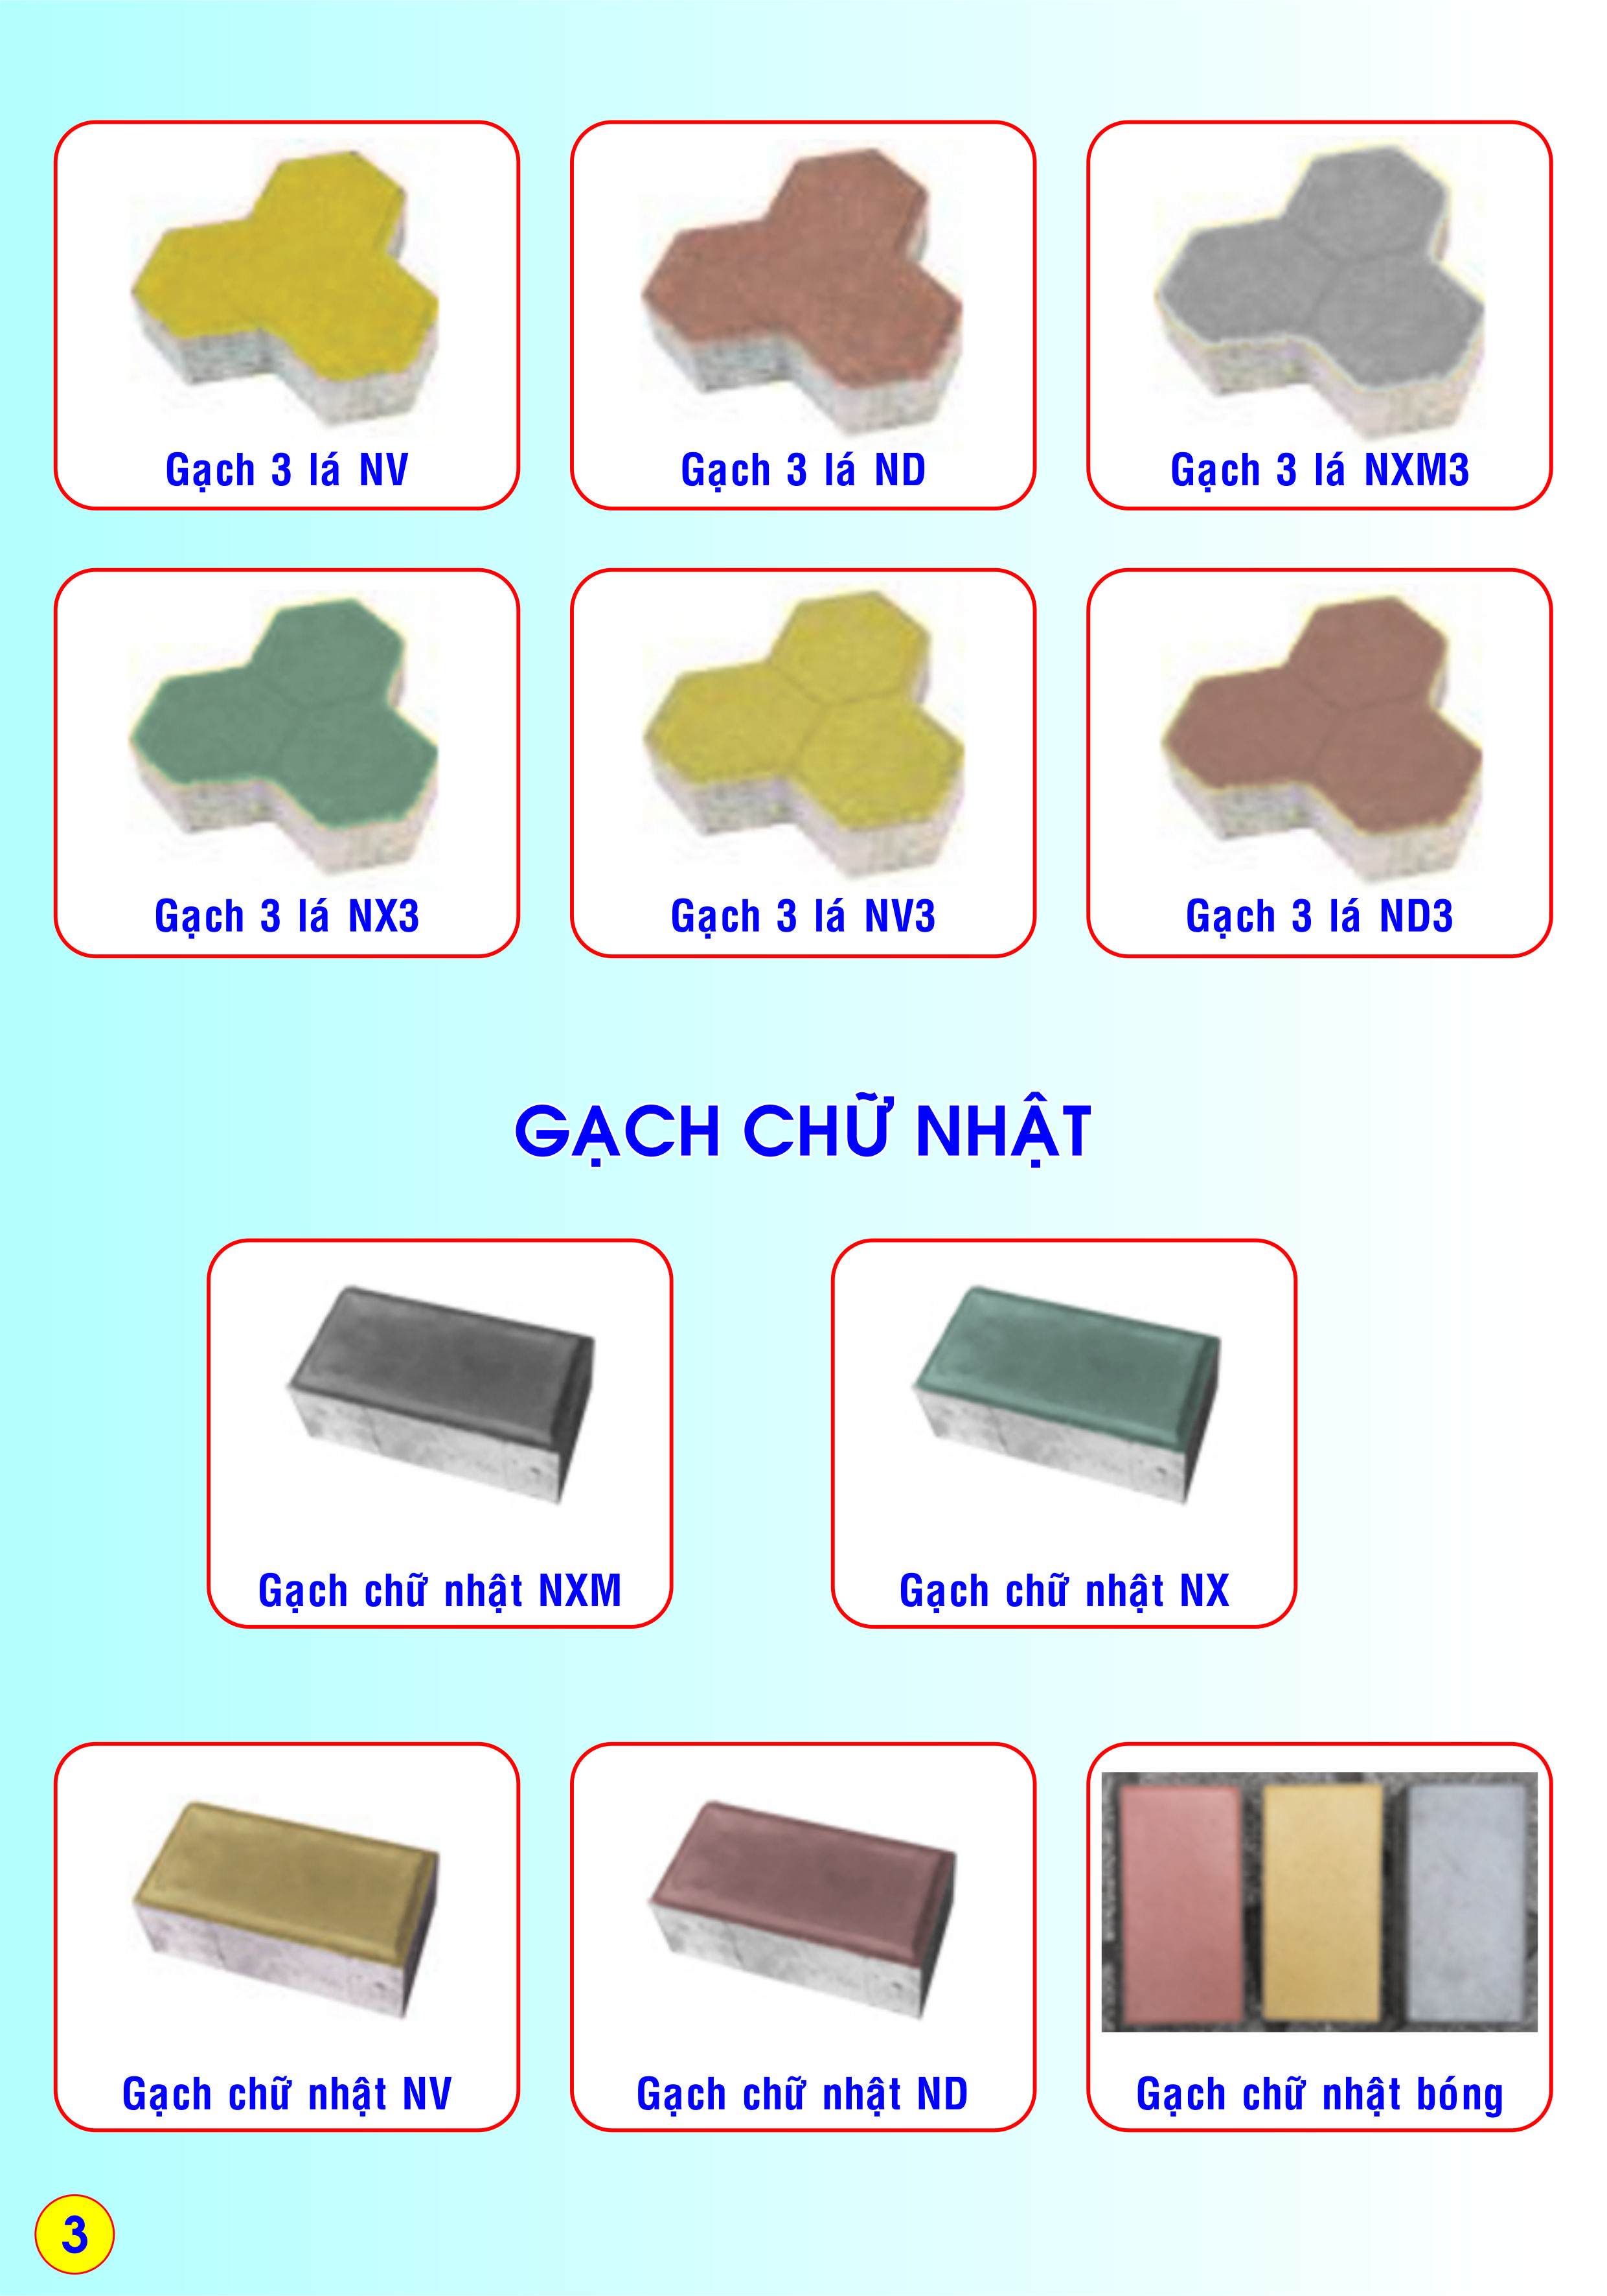 Gạch 3 lá NV
Gạch 3 lá ND
Gạch 3 lá NXM3
Gạch 3 lá NX3
Gạch 3 lá NV3
Gạch 3 lá ND3
GẠCH CHỮ NHẬT
Gạch chữ nhật NXM
Gạch chữ nhật NX
Gạch chữ nhật NV
Gạch chữ nhật ND
Gạch chữ nhật bóng
3